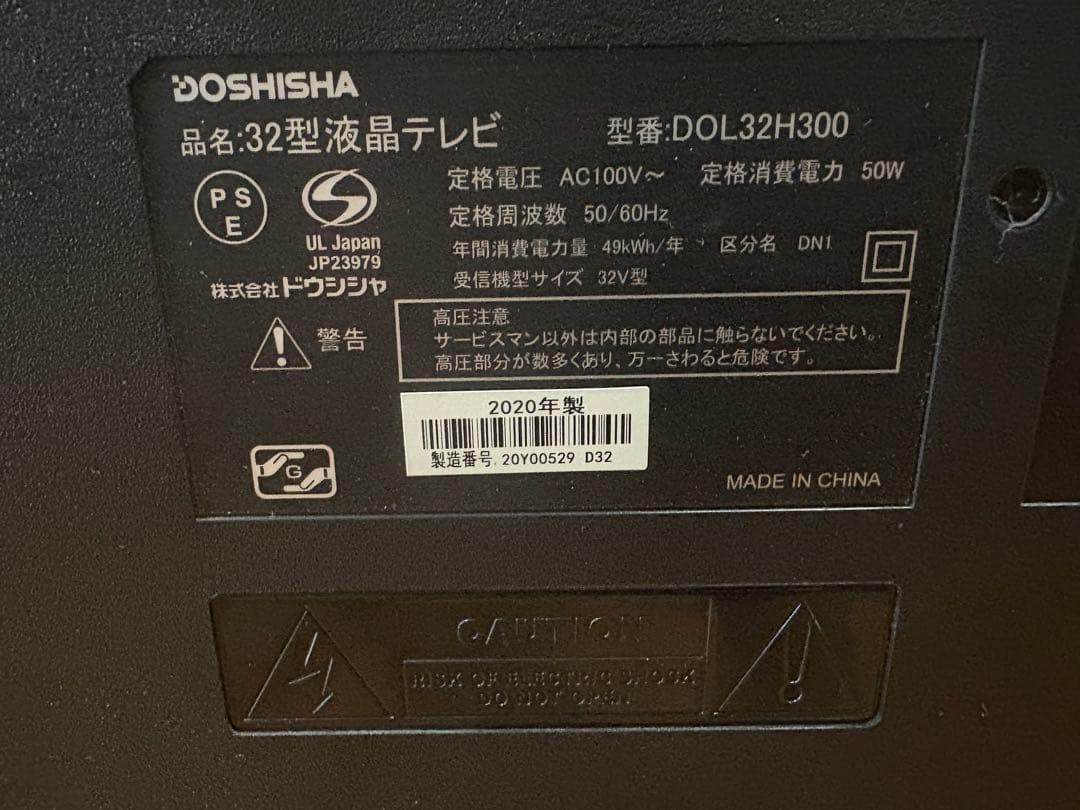 DOSHISHA
品名:32型液晶テレビ 型番:DOL32H300
定格電圧 AC100V～ 定格消費電力 50W
定格周波数 50/60Hz
年間消費電力量 49kWh/年 区分名 DN1
受信機型サイズ 32V型
PS
E
S
UL Japan
JP23979
株式会社ドウシシャ
警告
高圧注意
サービスマン以外は内部の部品に触らないでください。
高圧部分が数多くあり、万一さわると危険です。
2020年製
製造番号.20Y00529 D32
G
MADE IN CHINA
CAUTION
RISK OF ELECTRIC SHOCK
DO NOT OPEN